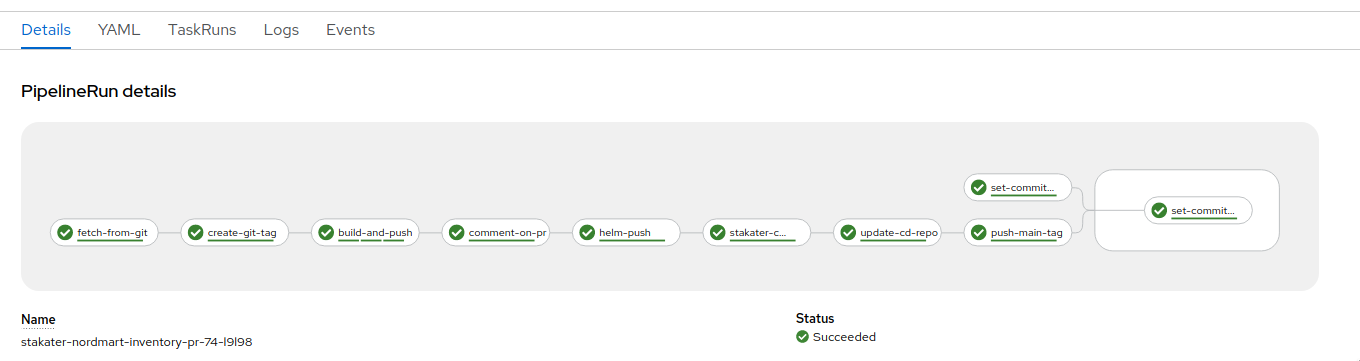 Details YAML TaskRuns Logs Events
PipelineRun details
set-commit...
set-commit...
fetch-from-git create-git-tag build-and-push comment-on-pr helm-push stakater-c... update-cd-repo push-main-tag
Name
stakater-nordmart-inventory-pr-74-l9l98
Status
Succeeded